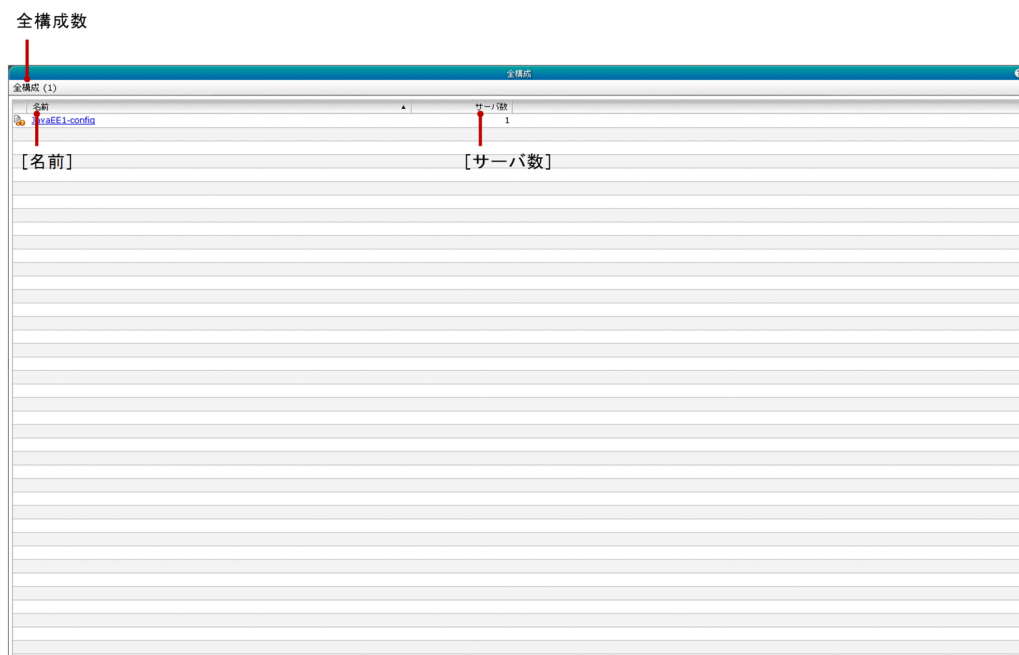 全構成数
全構成
全構成 (1)
名前 ▲ サーバ数
JavaEE1-config 1
[名前] [サーバ数]